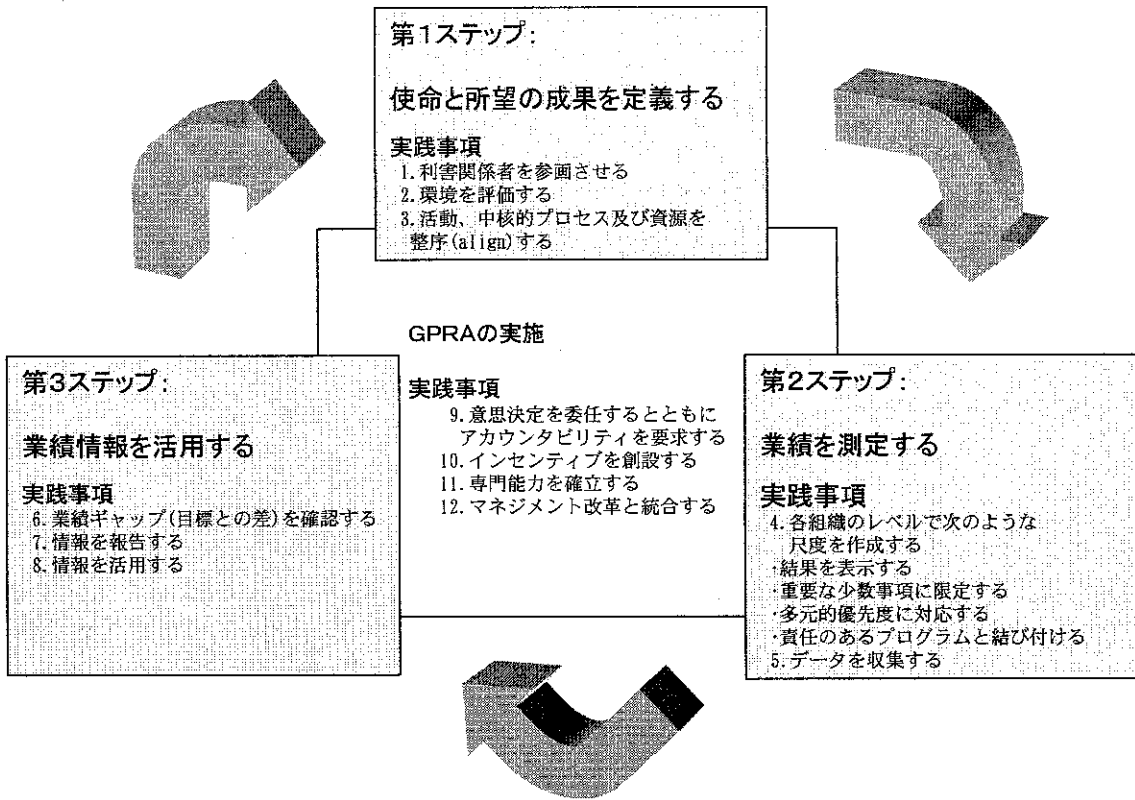 第1ステップ:
使命と所望の成果を定義する
実践事項
1.利害関係者を参画させる
2.環境を評価する
3.活動、中核的プロセス及び資源を
整序(align)する
GPRAの実施
実践事項
9.意思決定を委任するとともに
アカウンタビリティを要求する
10.インセンティブを創設する
11.専門能力を確立する
12.マネジメント改革と統合する
第2ステップ:
業績を測定する
実践事項
4.各組織のレベルで次のような
尺度を作成する
・結果を表示する
・重要な少数事項に限定する
・多元的優先度に対応する
・責任のあるプログラムと結び付ける
5.データを収集する
第3ステップ:
業績情報を活用する
実践事項
6.業績ギャップ(目標との差)を確認する
7.情報を報告する
8.情報を活用する